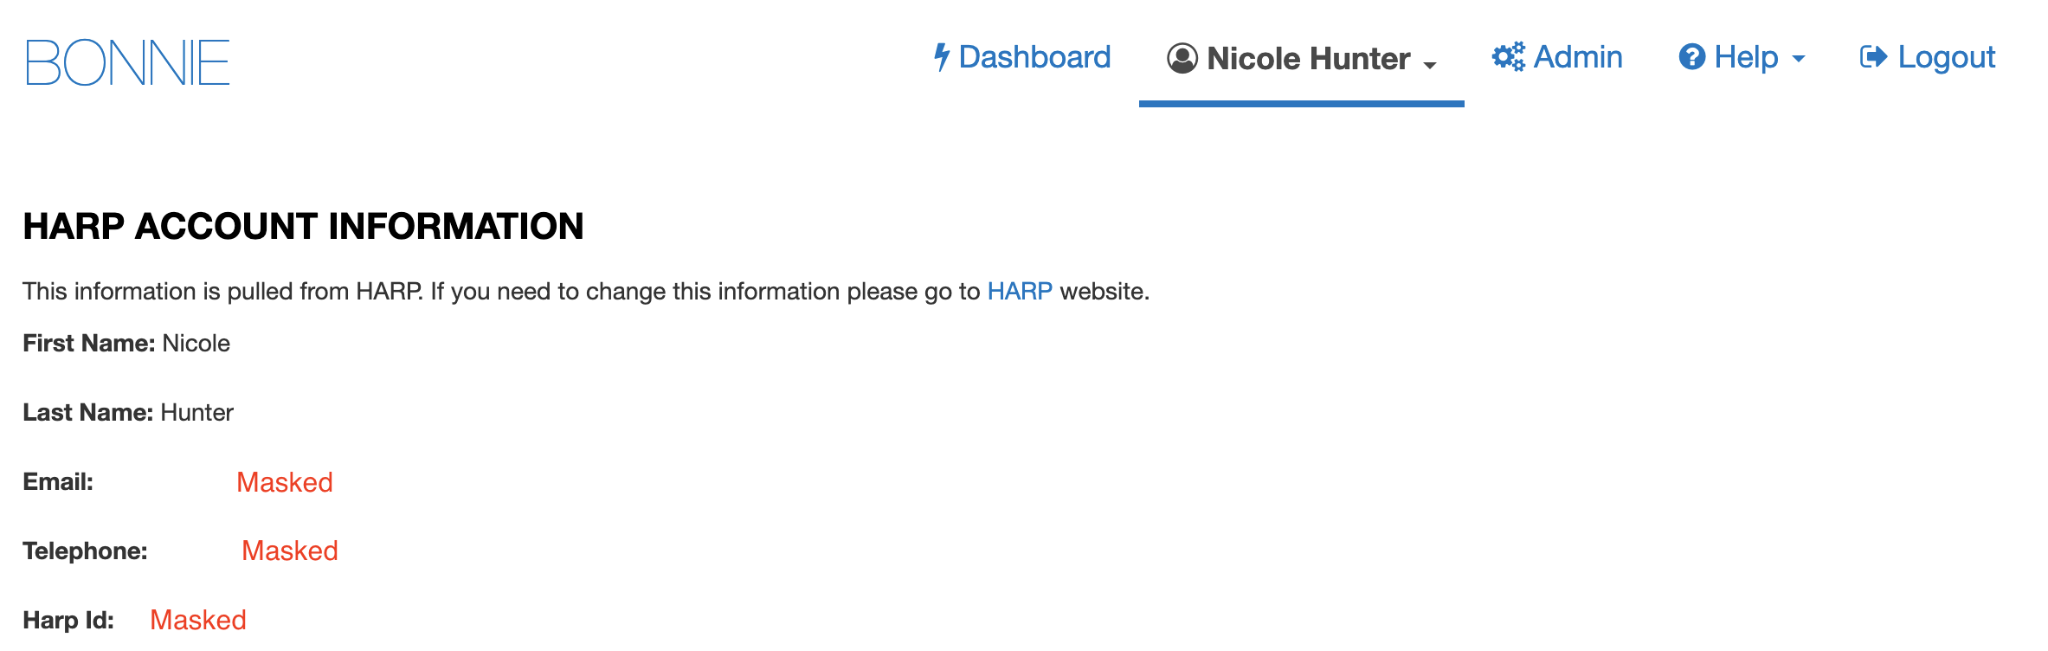 BONNIE
Dashboard Nicole Hunter Admin Help Logout
HARP ACCOUNT INFORMATION
This information is pulled from HARP. If you need to change this information please go to HARP website.
First Name: Nicole
Last Name: Hunter
Email: Masked
Telephone: Masked
Harp Id: Masked